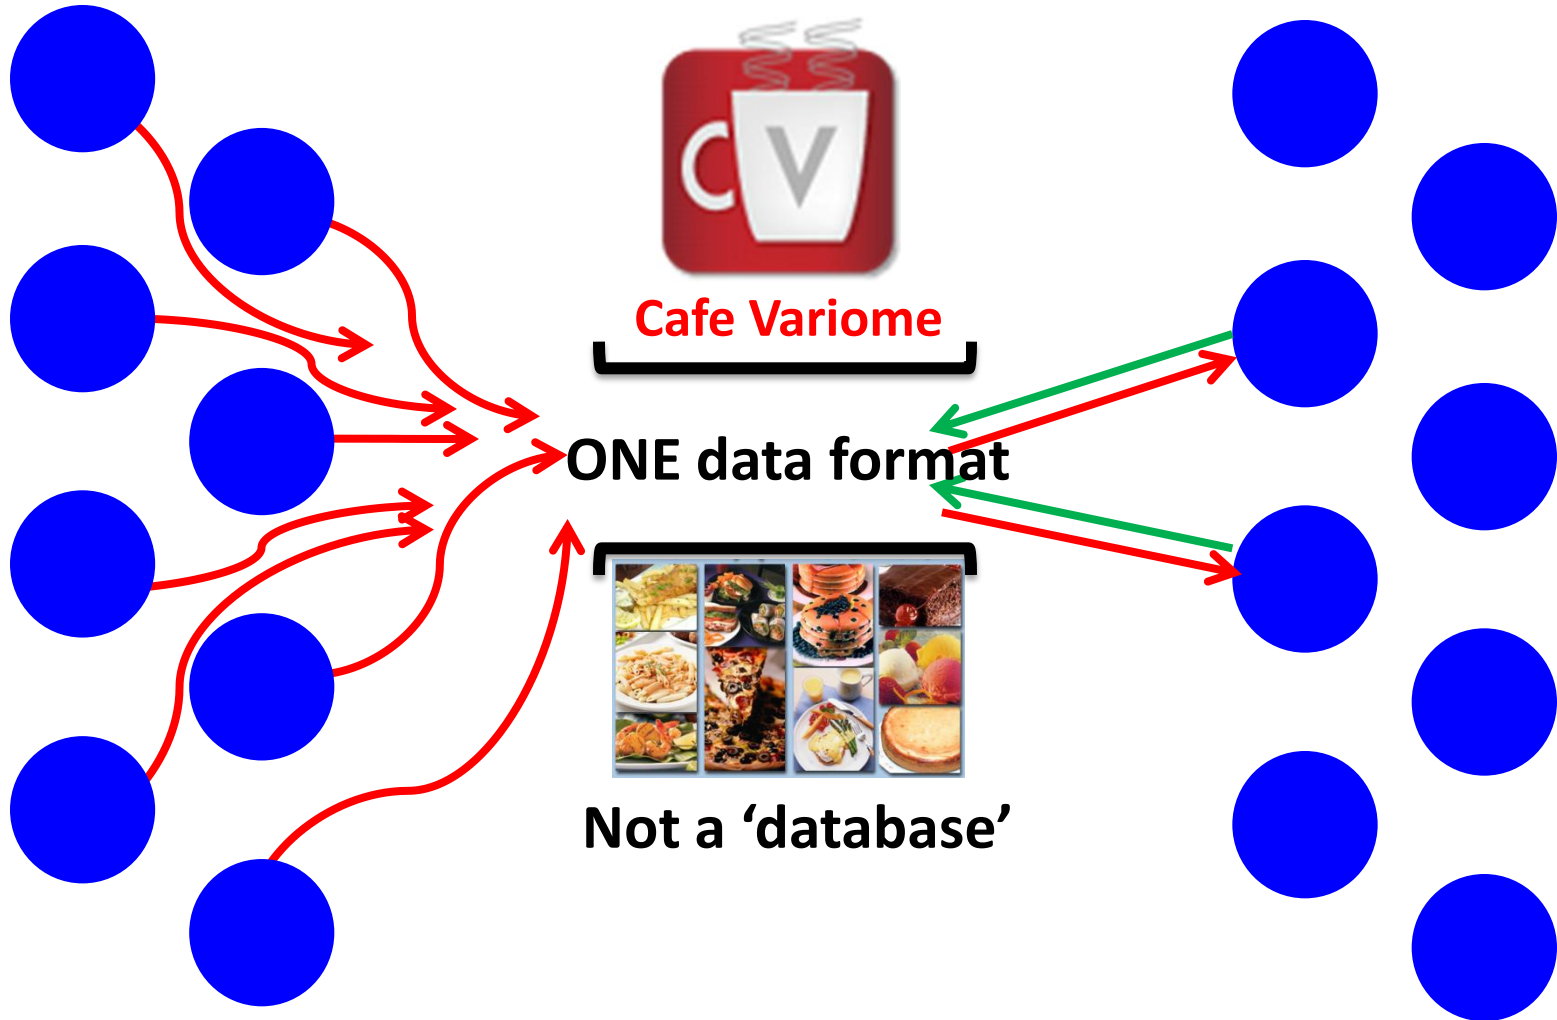 CV
Cafe Variome
ONE data format
Not a ‘database’